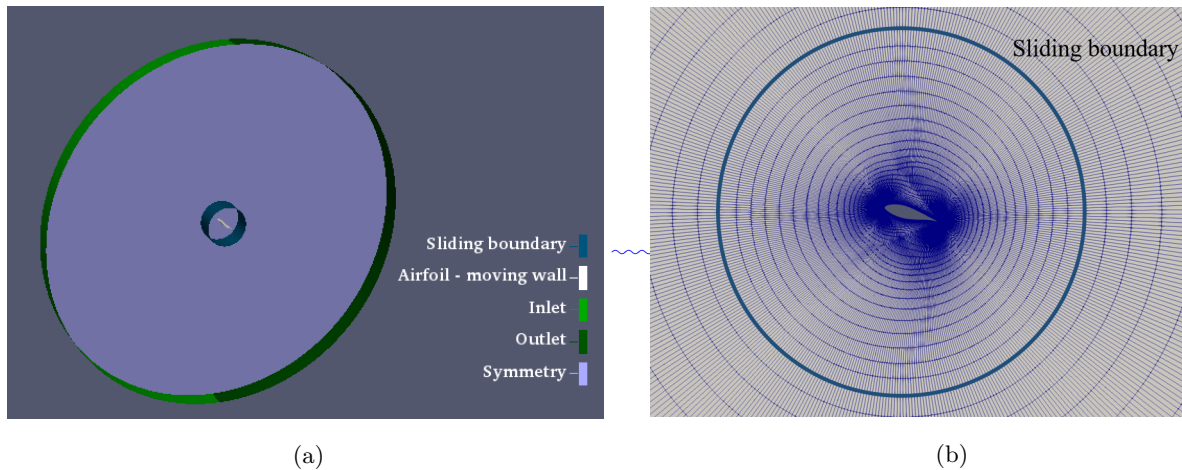 Sliding boundary
Airfoil - moving wall
Inlet
Outlet
Symmetry
Sliding boundary
(a)
(b)